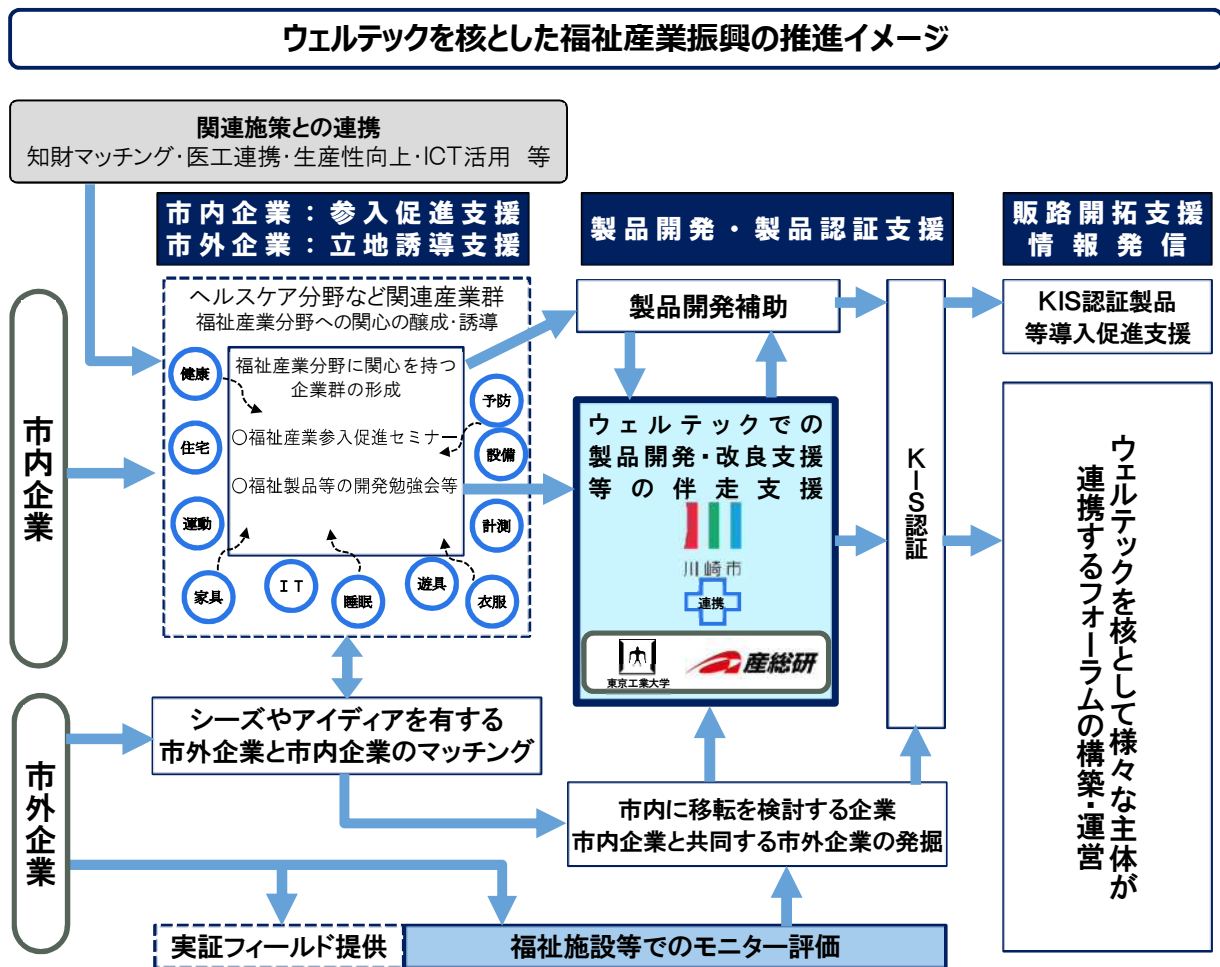 ウェルテックを核とした福祉産業振興の推進イメージ
関連施策との連携
知財マッチング・医工連携・生産性向上・ICT活用　等
市内企業：参入促進支援
市外企業：立地誘導支援
製品開発・製品認証支援
販路開拓支援
情報発信
市内企業
ヘルスケア分野など関連産業群
福祉産業分野への関心の醸成・誘導
福祉産業分野に関心を持つ
企業群の形成
〇福祉産業参入促進セミナー
〇福祉製品等の開発勉強会等
健康
住宅
運動
家具
ＩＴ
睡眠
遊具
衣服
計測
設備
予防
製品開発補助
ウェルテックでの
製品開発・改良支援
等の伴走支援
川崎市
連携
東京工業大学
産総研
KIS認証
KIS認証製品
等導入促進支援
ウェルテックを核として様々な主体が
連携するフォーラムの構築・運営
市外企業
シーズやアイディアを有する
市外企業と市内企業のマッチング
市内に移転を検討する企業
市内企業と共同する市外企業の発掘
実証フィールド提供
福祉施設等でのモニター評価